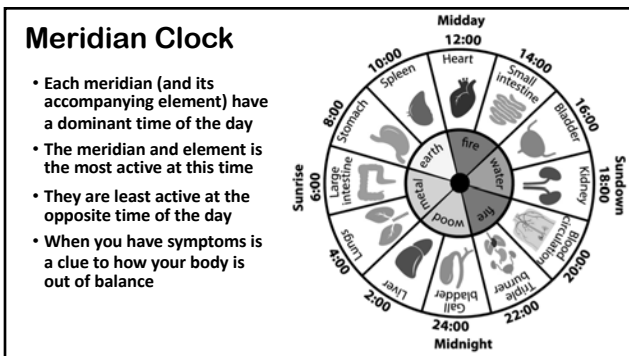 Meridian Clock
• Each meridian (and its
accompanying element) have
a dominant time of the day
• The meridian and element is
the most active at this time
• They are least active at the
opposite time of the day
• When you have symptoms is
a clue to how your body is
out of balance
Midday
12:00
14:00
16:00
Sundown
18:00
20:00
22:00
24:00
Midnight
2:00
4:00
Sunrise
6:00
8:00
10:00
Heart
Small
intestine
Bladder
Kidney
Blood
circulation
Triple
burner
Gall
bladder
Liver
Lungs
Large
intestine
Stomach
Spleen
fire
water
fire
wood
metal
earth